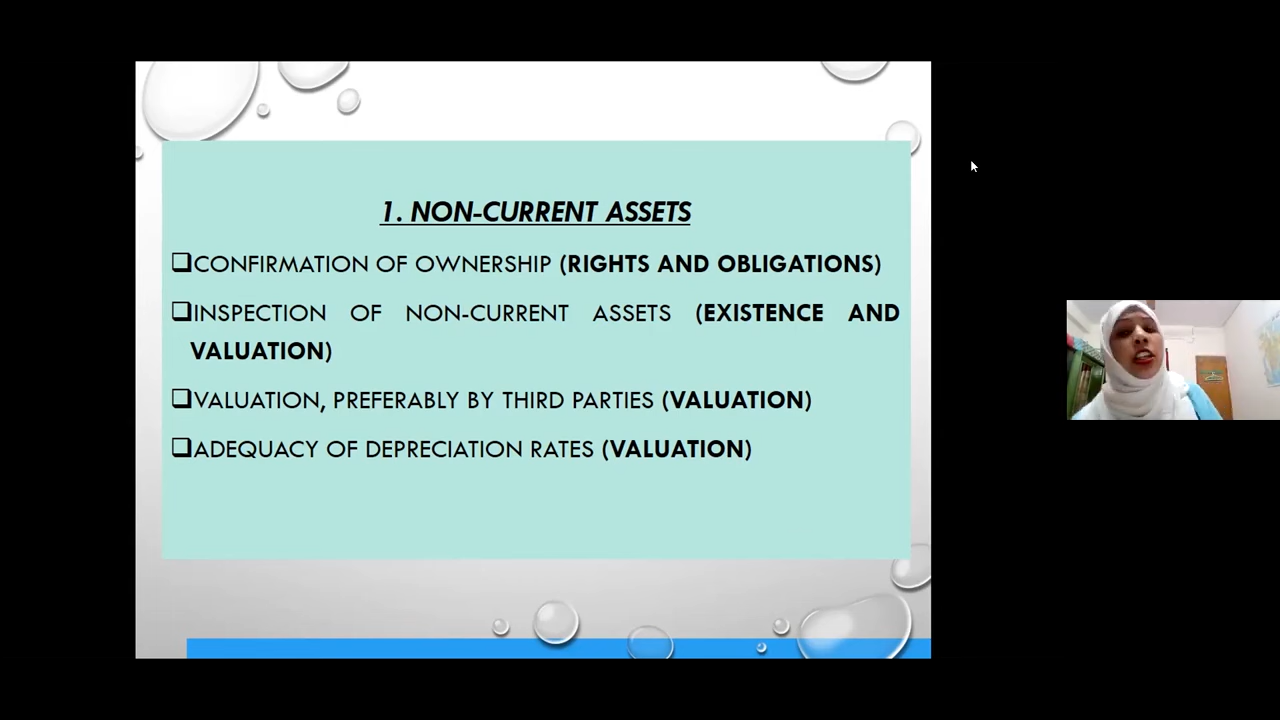 1. NON-CURRENT ASSETS
❑CONFIRMATION OF OWNERSHIP (RIGHTS AND OBLIGATIONS)
❑INSPECTION OF NON-CURRENT ASSETS (EXISTENCE AND
VALUATION)
❑VALUATION, PREFERABLY BY THIRD PARTIES (VALUATION)
❑ADEQUACY OF DEPRECIATION RATES (VALUATION)